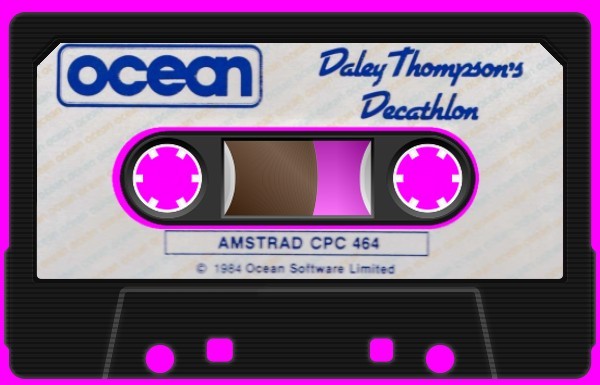 ocean
Daley Thompson's
Decathlon
AMSTRAD CPC 464
© 1984 Ocean Software Limited